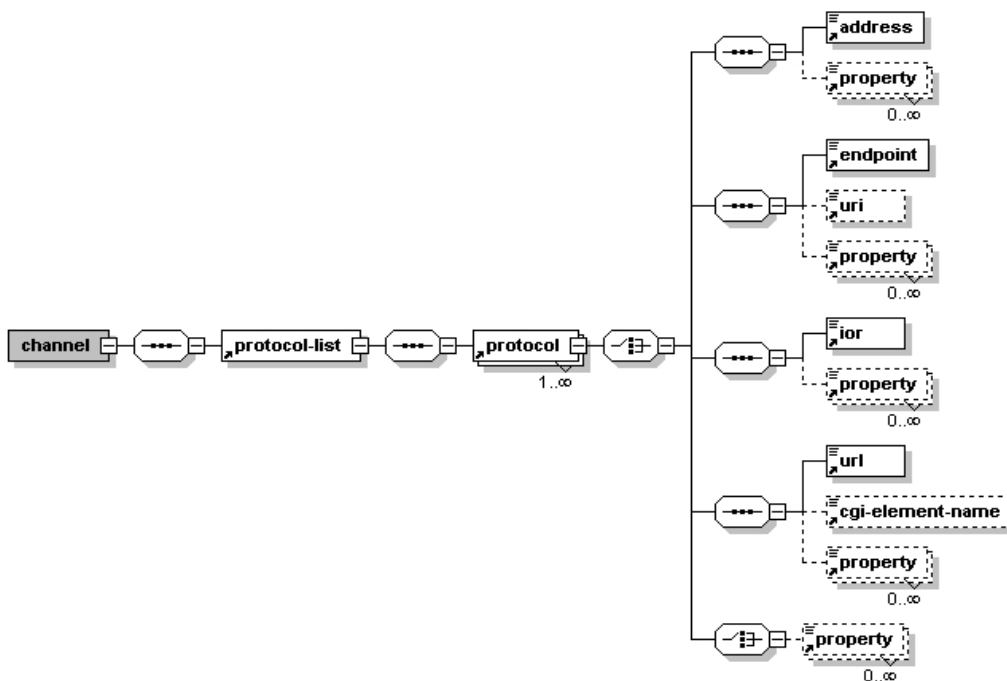 address
property
0..∞
endpoint
uri
property
0..∞
channel
protocol-list
protocol
1..∞
ior
property
0..∞
url
cgi-element-name
property
0..∞
property
0..∞